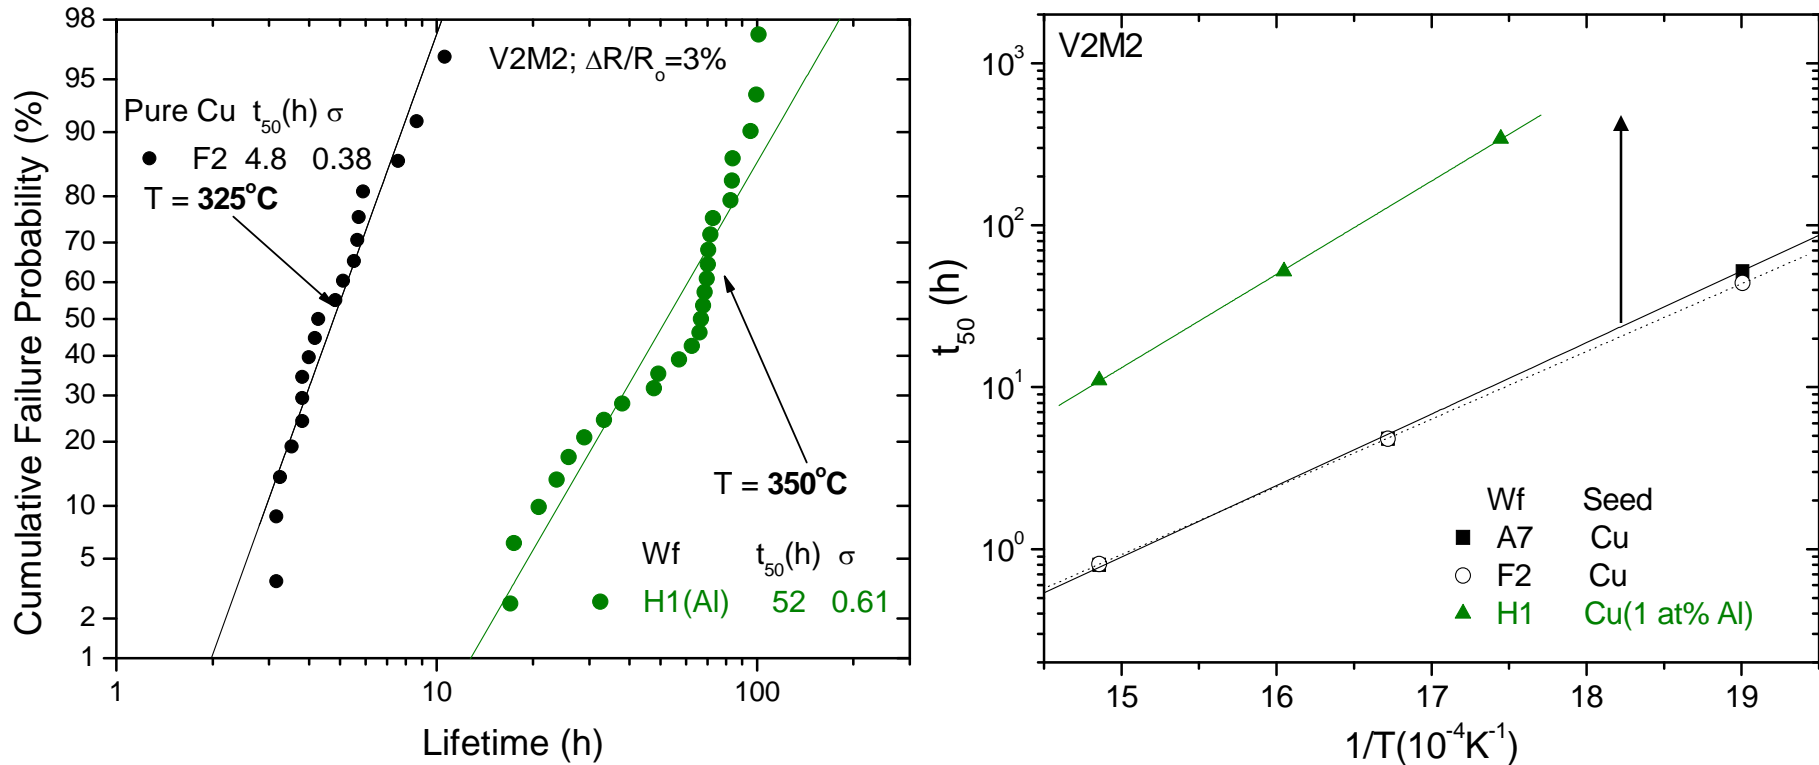 V2M2; ΔR/Rₒ=3%
Pure Cu t₅₀(h) σ
F2 4.8 0.38
T = 325°C
T = 350°C
Wf t₅₀(h) σ
H1(Al) 52 0.61
Cumulative Failure Probability (%)
98
95
90
80
70
60
50
40
30
20
10
5
2
1
1 10 100
Lifetime (h)
V2M2
t₅₀ (h)
10³
10²
10¹
10⁰
Wf Seed
A7 Cu
F2 Cu
H1 Cu(1 at% Al)
15 16 17 18 19
1/T(10⁻⁴K⁻¹)